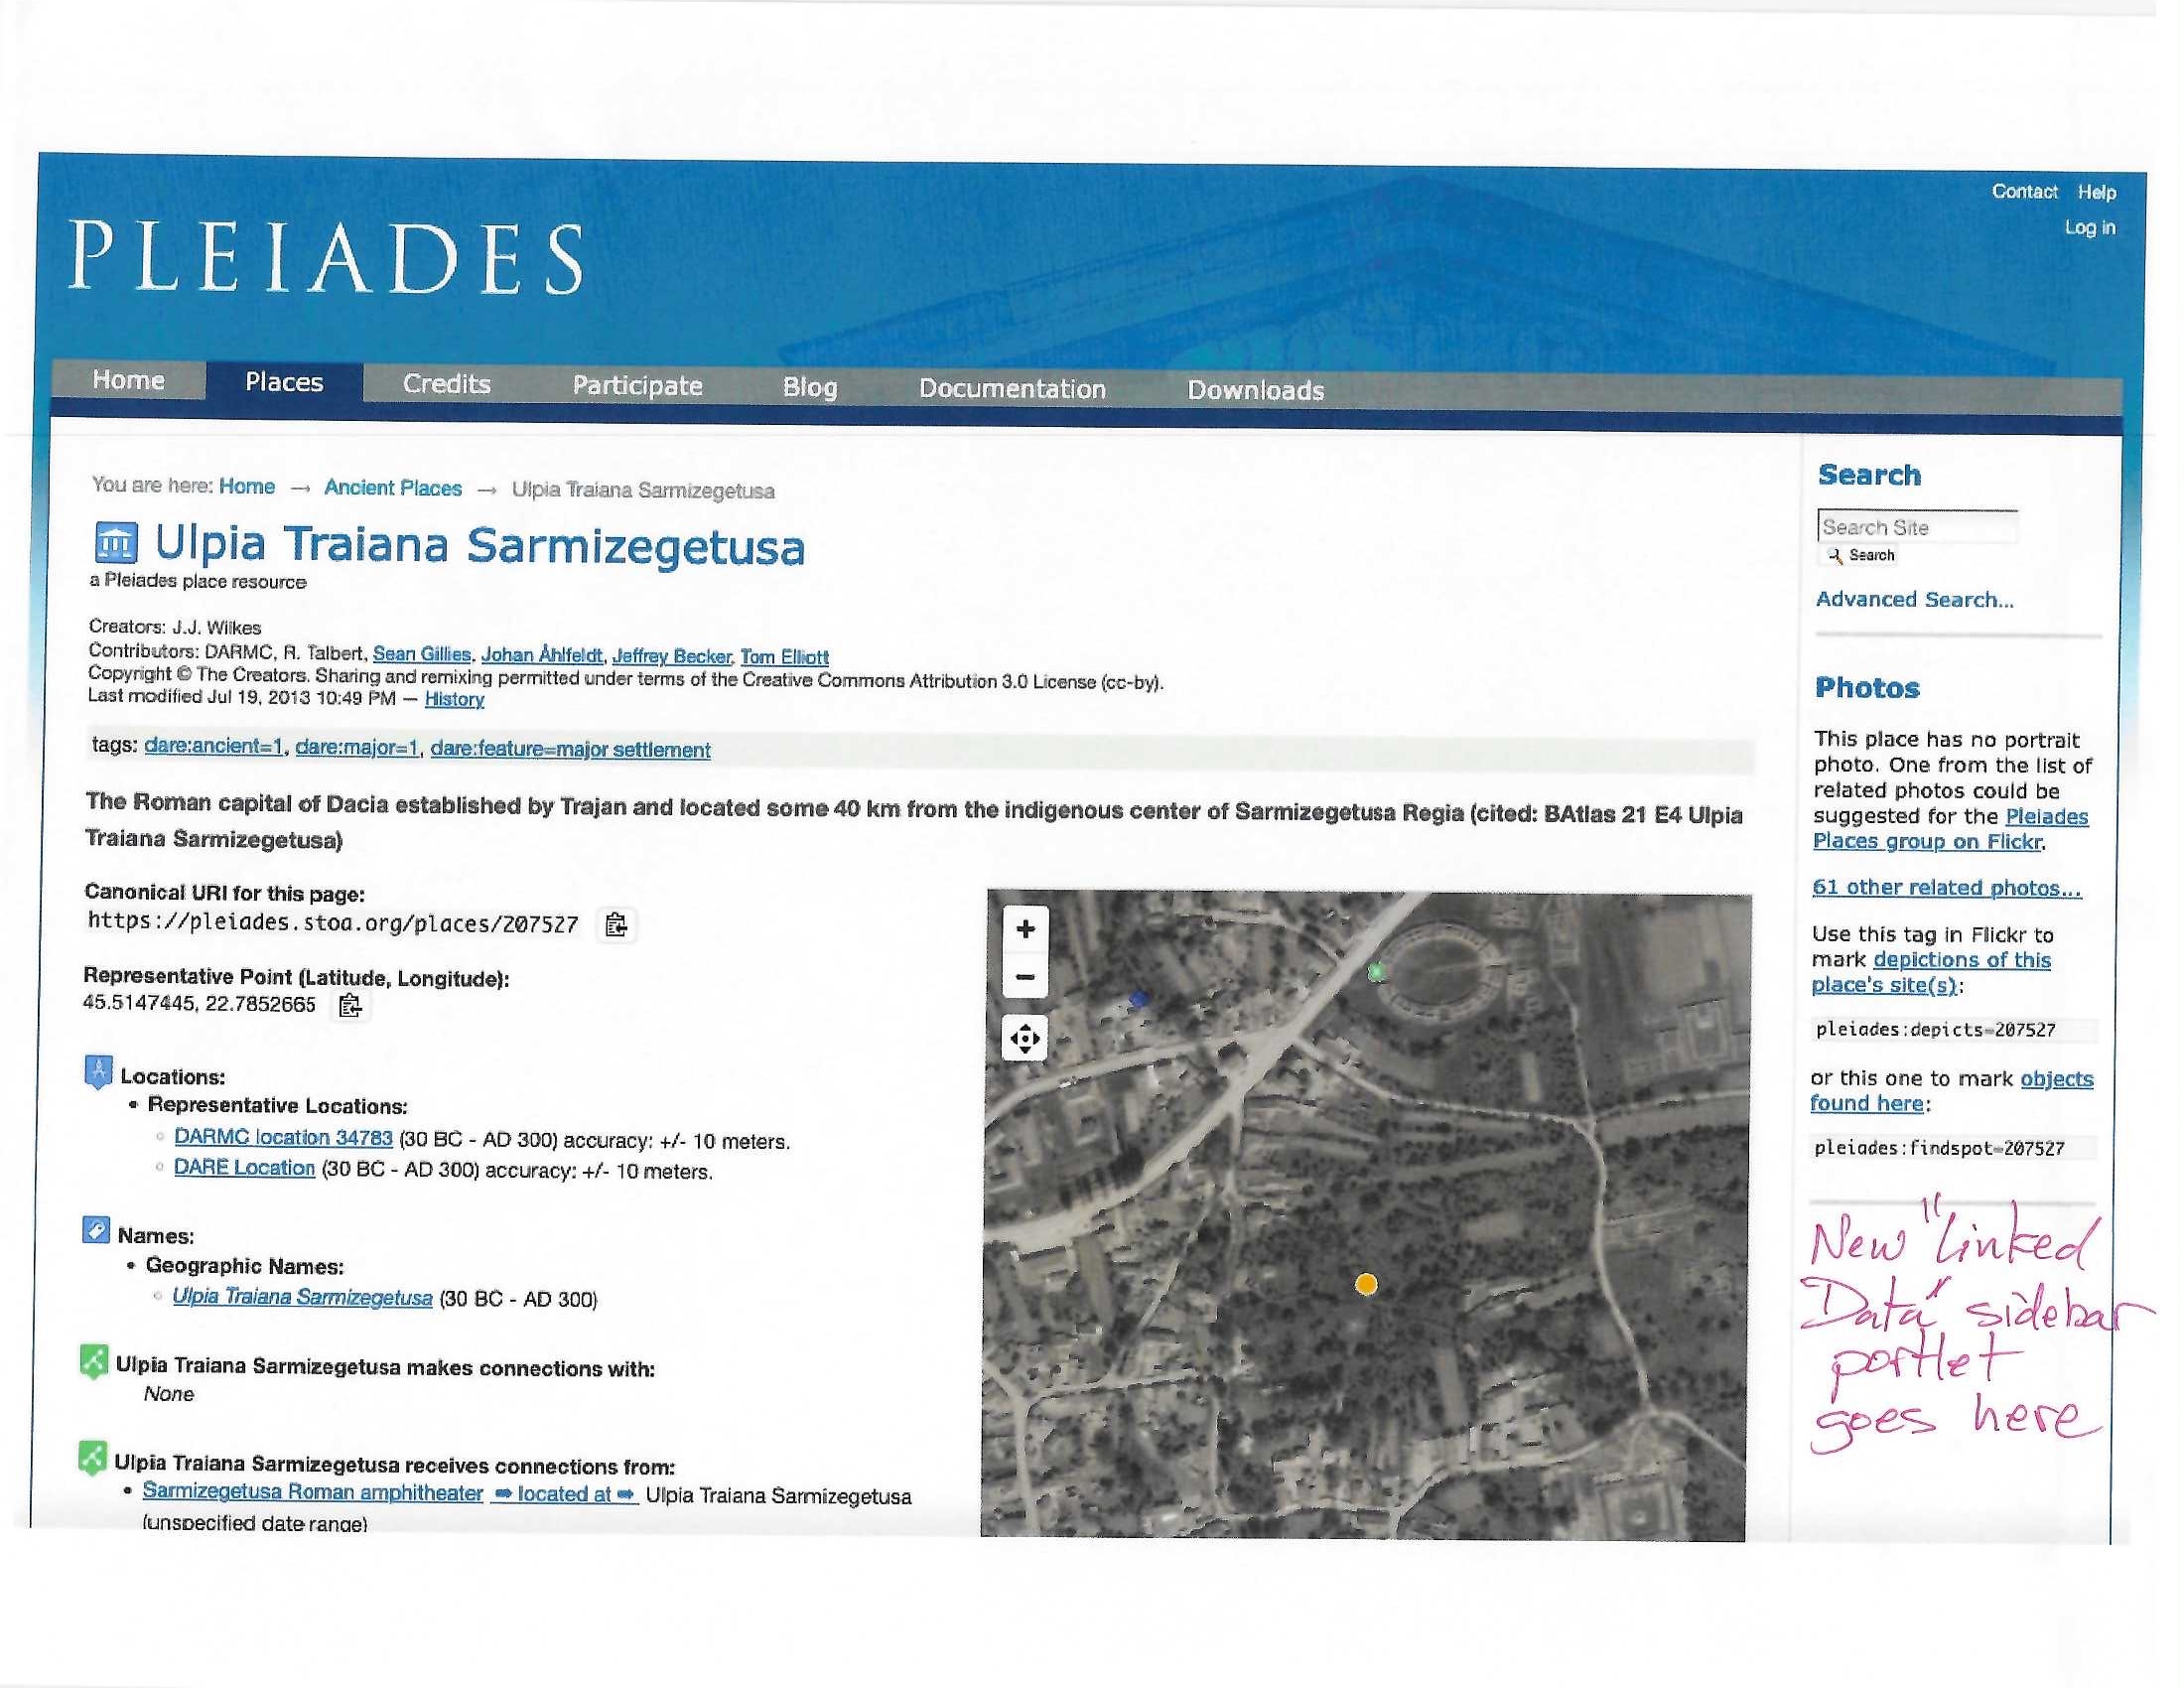 Contact Help
Log in
PLEIADES
Home Places Credits Participate Blog Documentation Downloads
You are here: Home → Ancient Places → Ulpia Traiana Sarmizegetusa
Ulpia Traiana Sarmizegetusa
a Pleiades place resource
Creators: J.J. Wilkes
Contributors: DARMC, R. Talbert, Sean Gillies, Johan Åhlfeldt, Jeffrey Becker, Tom Elliott
Copyright © The Creators. Sharing and remixing permitted under terms of the Creative Commons Attribution 3.0 License (cc-by).
Last modified Jul 19, 2013 10:49 PM — History
tags: dare:ancient=1, dare:major=1, dare:feature=major settlement
The Roman capital of Dacia established by Trajan and located some 40 km from the indigenous center of Sarmizegetusa Regia (cited: BAtlas 21 E4 Ulpia
Traiana Sarmizegetusa)
Canonical URI for this page:
https://pleiades.stoa.org/places/207527
Representative Point (Latitude, Longitude):
45.5147445, 22.7852665
Locations:
• Representative Locations:
◦ DARMC location 34783 (30 BC - AD 300) accuracy: +/- 10 meters.
◦ DARE Location (30 BC - AD 300) accuracy: +/- 10 meters.
Names:
• Geographic Names:
◦ Ulpia Traiana Sarmizegetusa (30 BC - AD 300)
Ulpia Traiana Sarmizegetusa makes connections with:
None
Ulpia Traiana Sarmizegetusa receives connections from:
• Sarmizegetusa Roman amphitheater ➡ located at ➡ Ulpia Traiana Sarmizegetusa
(unspecified date range)
+
−
Search
Search Site
Search
Advanced Search...
Photos
This place has no portrait
photo. One from the list of
related photos could be
suggested for the Pleiades
Places group on Flickr.
61 other related photos...
Use this tag in Flickr to
mark depictions of this
place's site(s):
pleiades:depicts=207527
or this one to mark objects
found here:
pleiades:findspot=207527
New "Linked
Data" sidebar
portlet
goes here